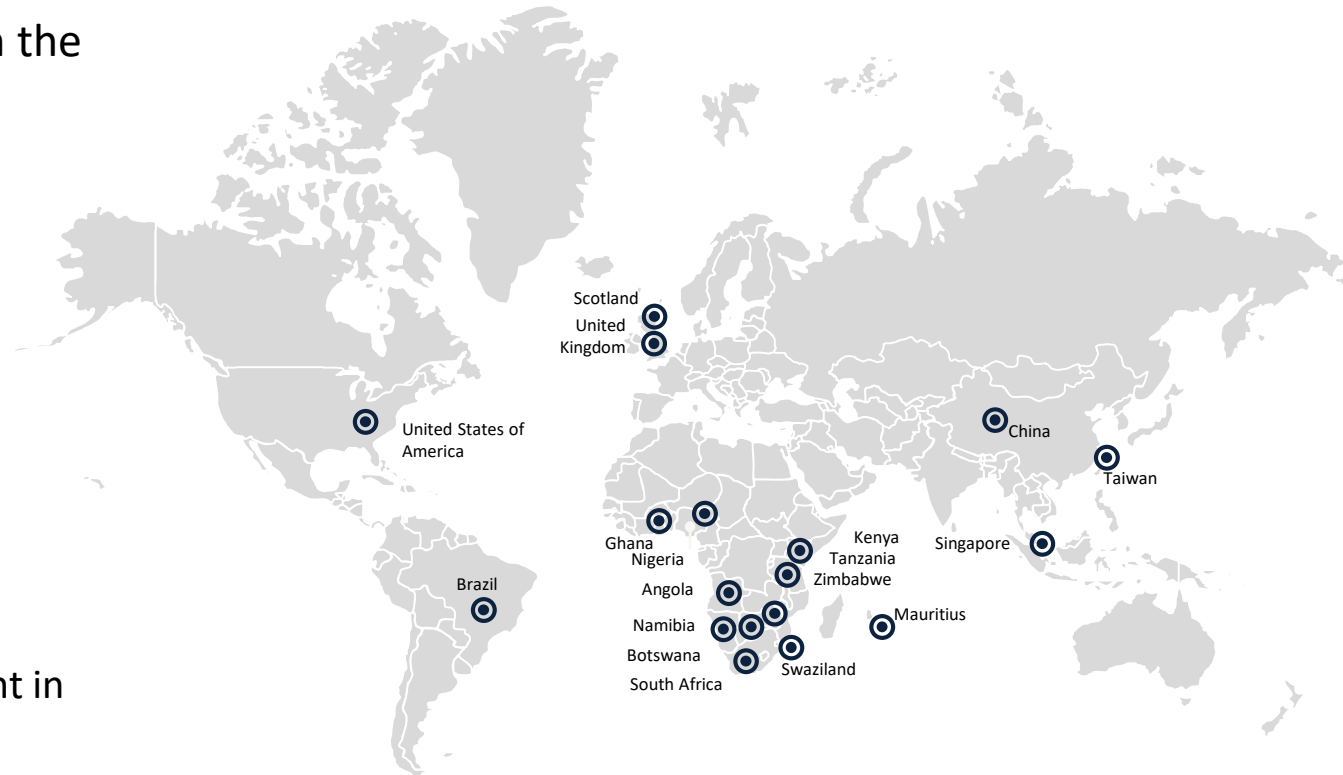 n the
Scotland
United
Kingdom
United States of
America
China
Taiwan
Ghana
Nigeria
Kenya
Tanzania
Zimbabwe
Singapore
Brazil
Angola
Mauritius
Namibia
Botswana
Swaziland
South Africa
nt in